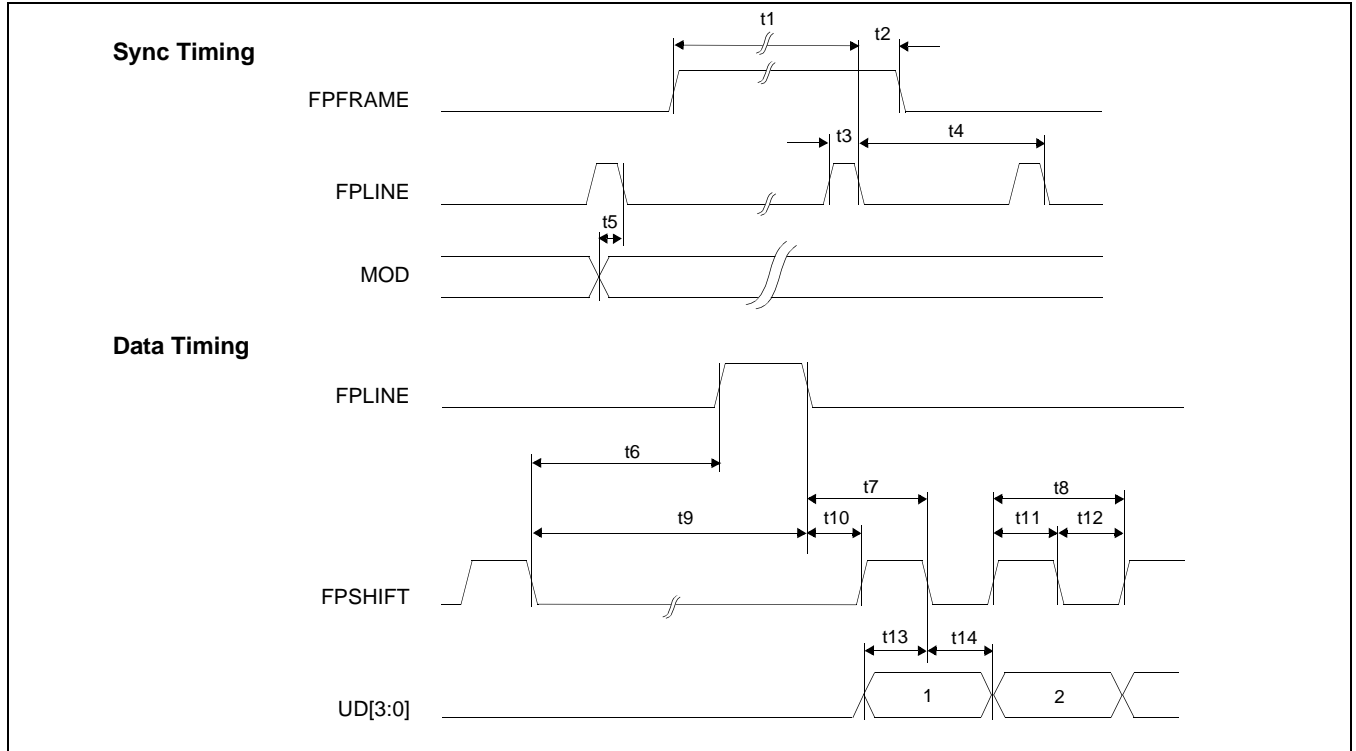 t1
Sync Timing
t2
FPFRAME
t3
t4
FPLINE
t5
MOD
Data Timing
FPLINE
t6
t7
t8
t9
t10
t11
t12
FPSHIFT
t13
t14
UD[3:0]
1
2